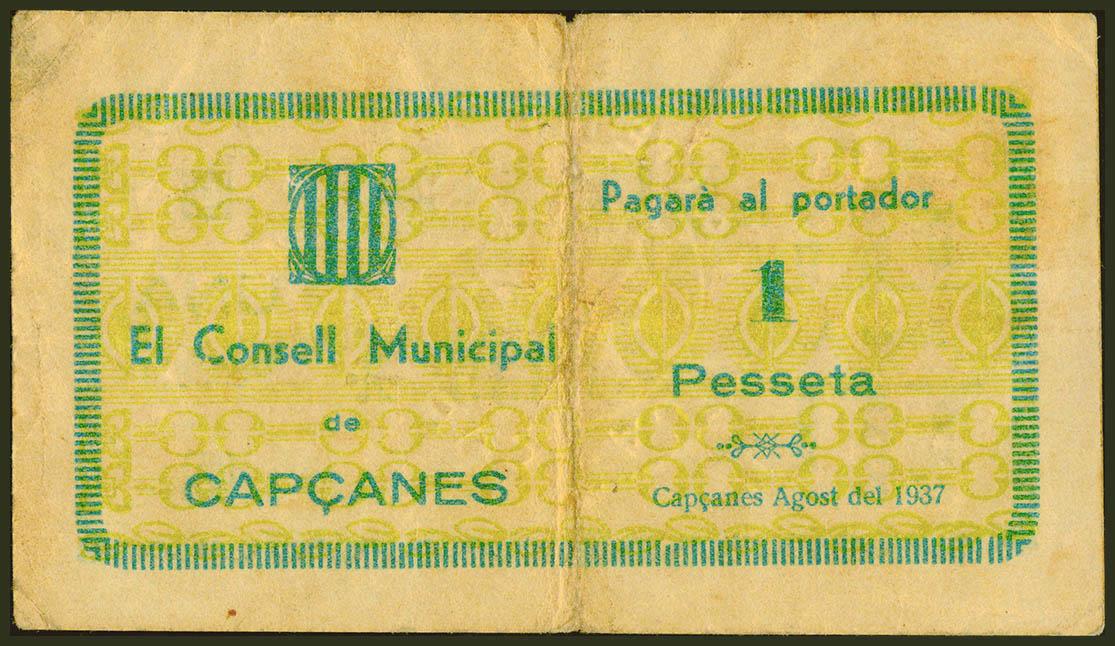 El Consell Municipal
de
CAPÇANES
Pagarà al portador
1
Pesseta
Capçanes Agost del 1937